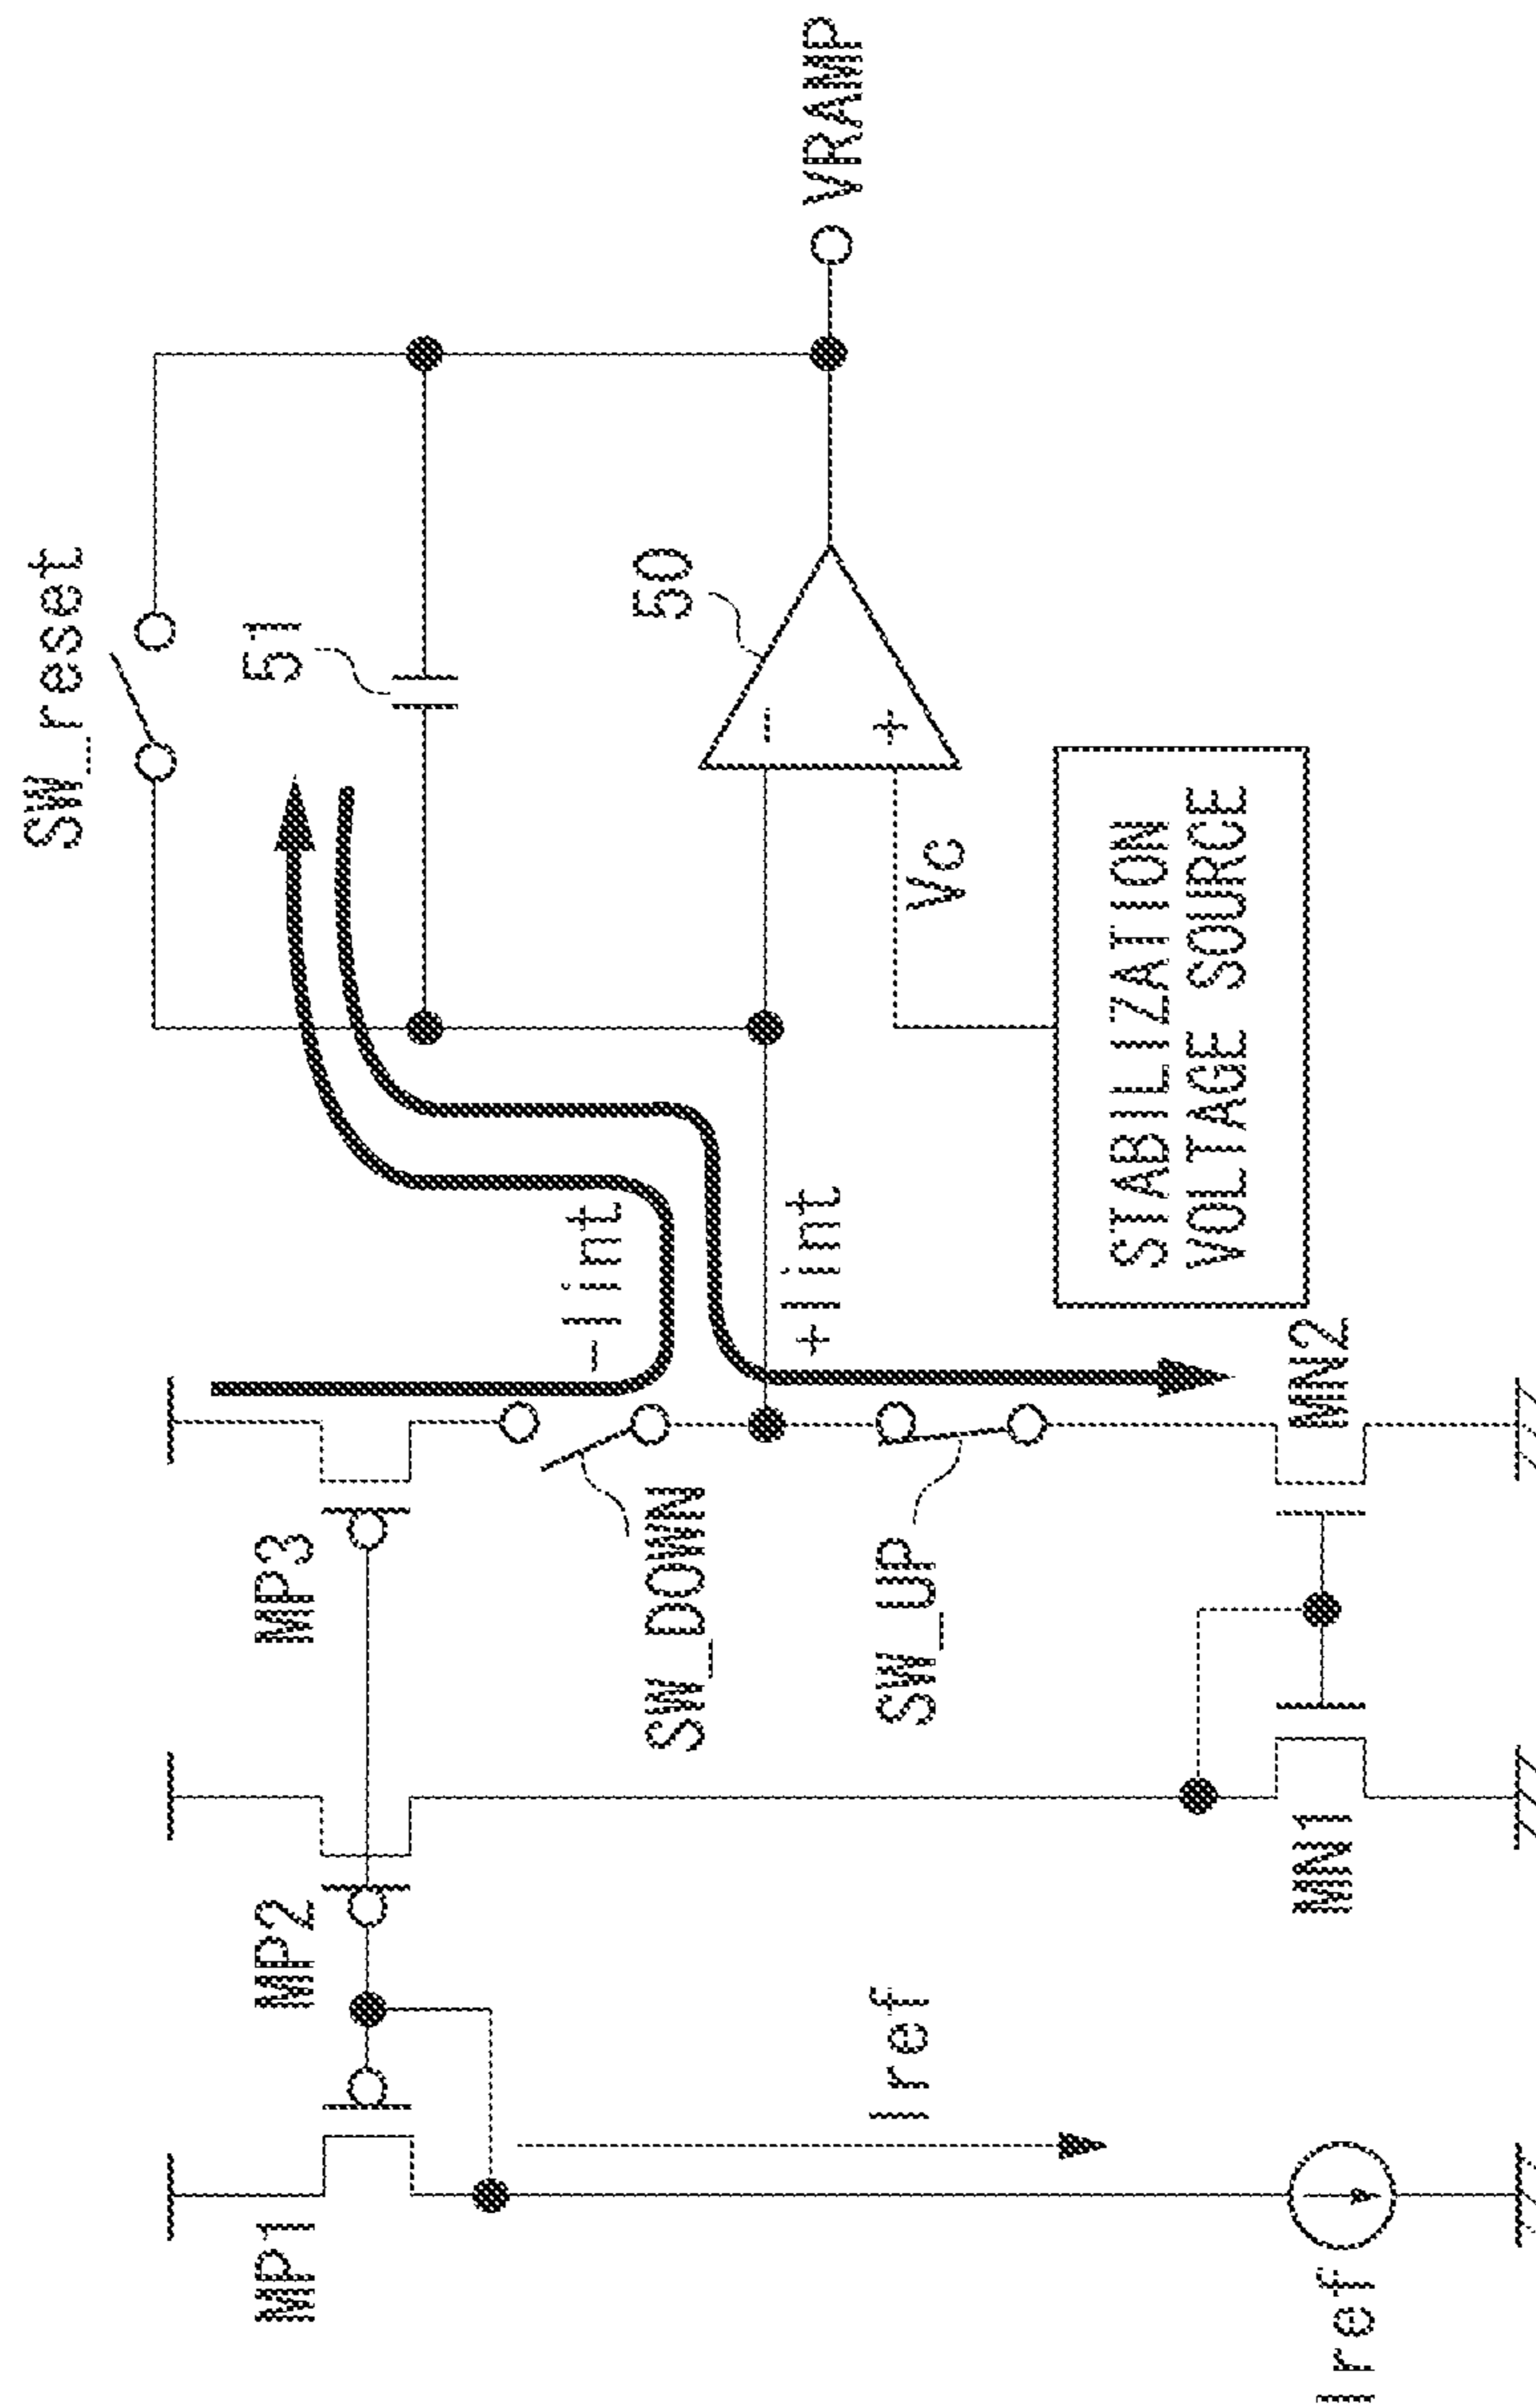 SW_reset
51
50
VRAMP
MP1
MP2
MP3
-Iint
SW_DOWN
+Iint
SW_UP
Vc
Iref
STABILIZATION
VOLTAGE SOURCE
-
+
Iref
MN1
MN2